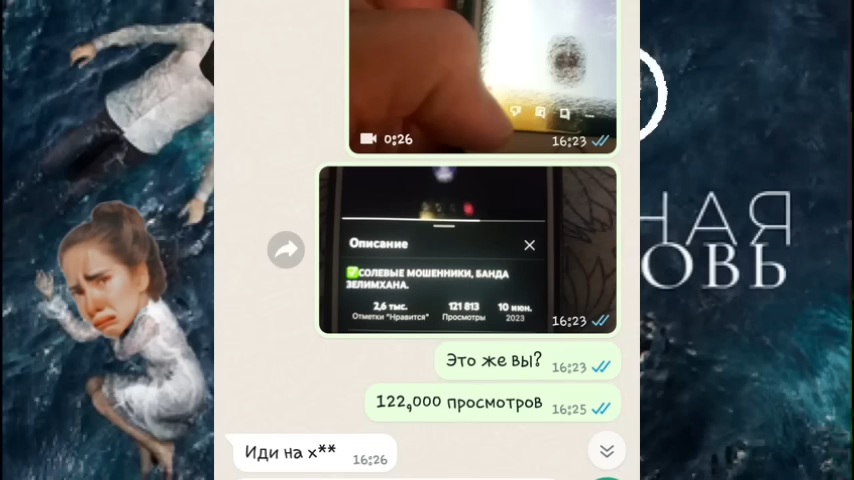 0:26
16:23
Описание
✅СОЛЕВЫЕ МОШЕННИКИ, БАНДА
ЗЕЛИМХАНА.
2,6 тыс. 121 813 10 июн.
Отметки "Нравится" Просмотры 2023
16:23
Это же вы? 16:23
122,000 просмотров 16:25
Иди на х** 16:26
НАЯ
ОВЬ